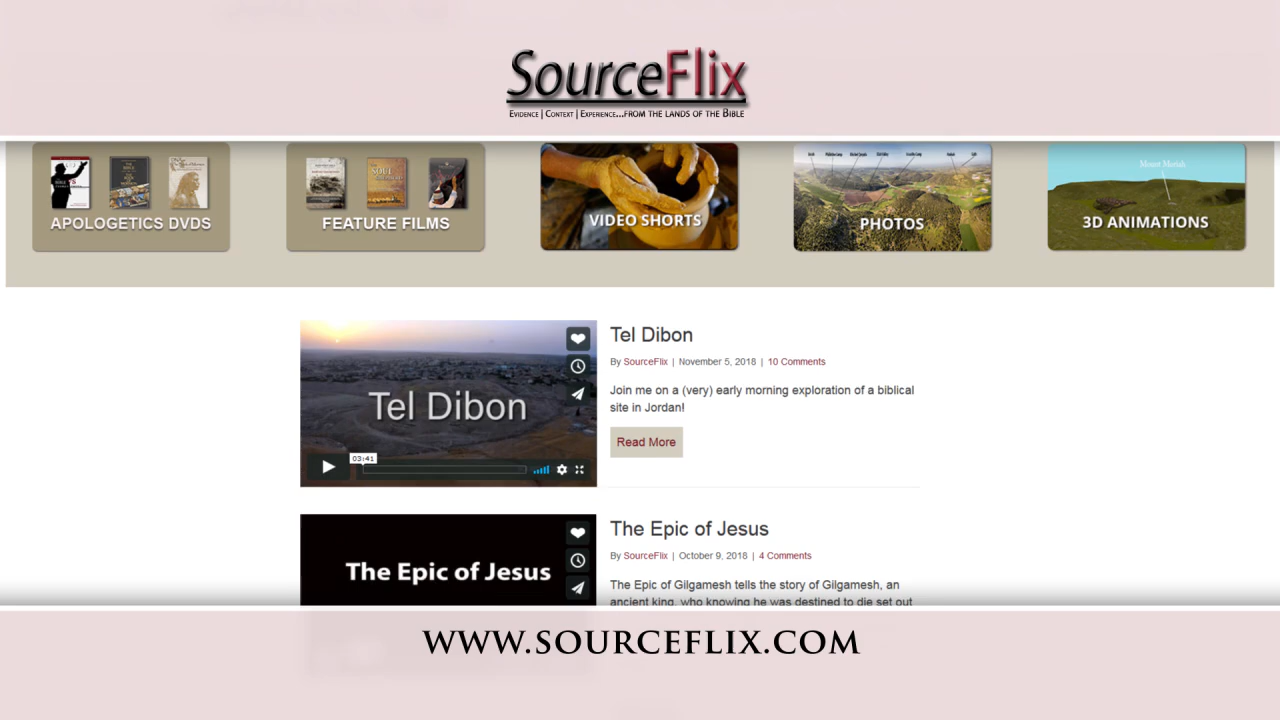 SourceFlix
Evidence | Context | Experience...from the lands of the Bible
APOLOGETICS DVDS
FEATURE FILMS
VIDEO SHORTS
PHOTOS
Mount Moriah
3D ANIMATIONS
Tel Dibon
03:41
Tel Dibon
By SourceFlix | November 5, 2018 | 10 Comments
Join me on a (very) early morning exploration of a biblical
site in Jordan!
Read More
The Epic of Jesus
The Epic of Jesus
By SourceFlix | October 9, 2018 | 4 Comments
The Epic of Gilgamesh tells the story of Gilgamesh, an
ancient king, who knowing he was destined to die set out
WWW.SOURCEFLIX.COM